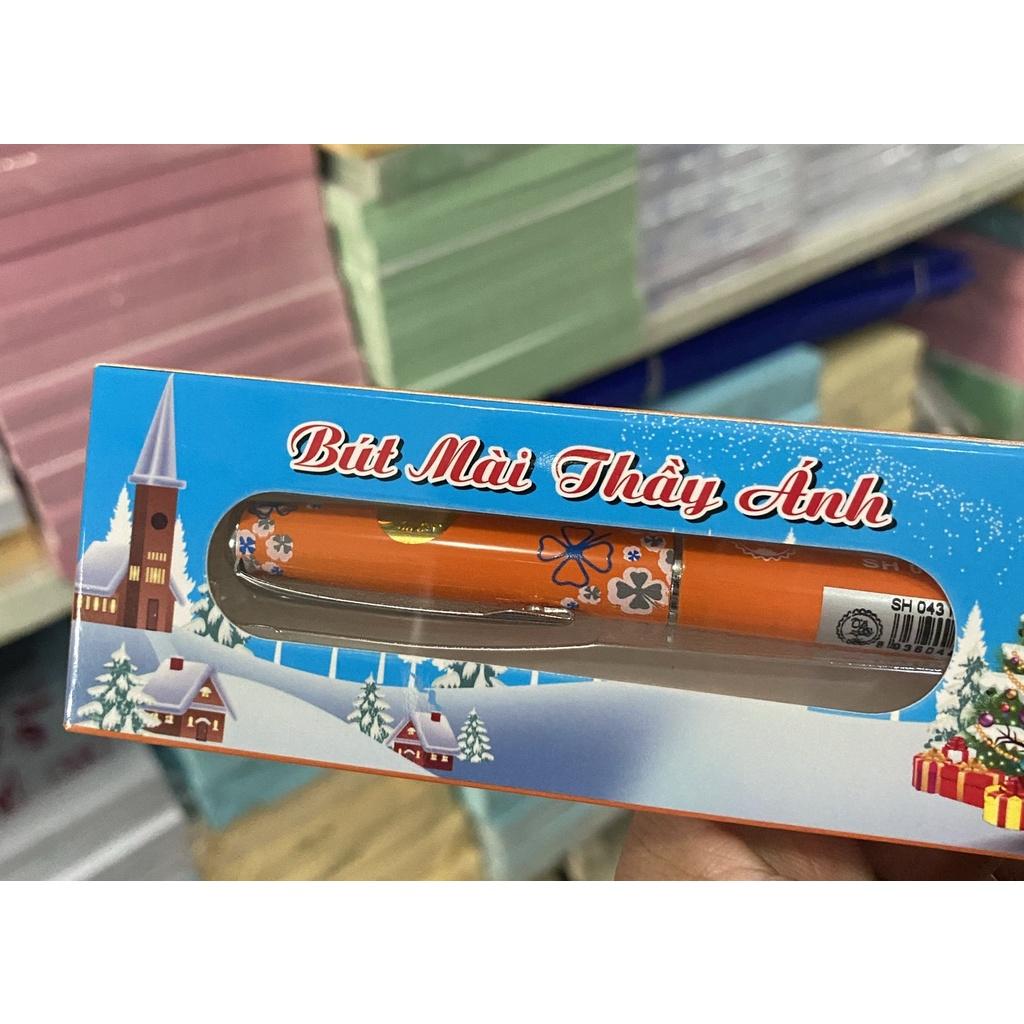 Bút Mài Thầy Ánh
SH 043